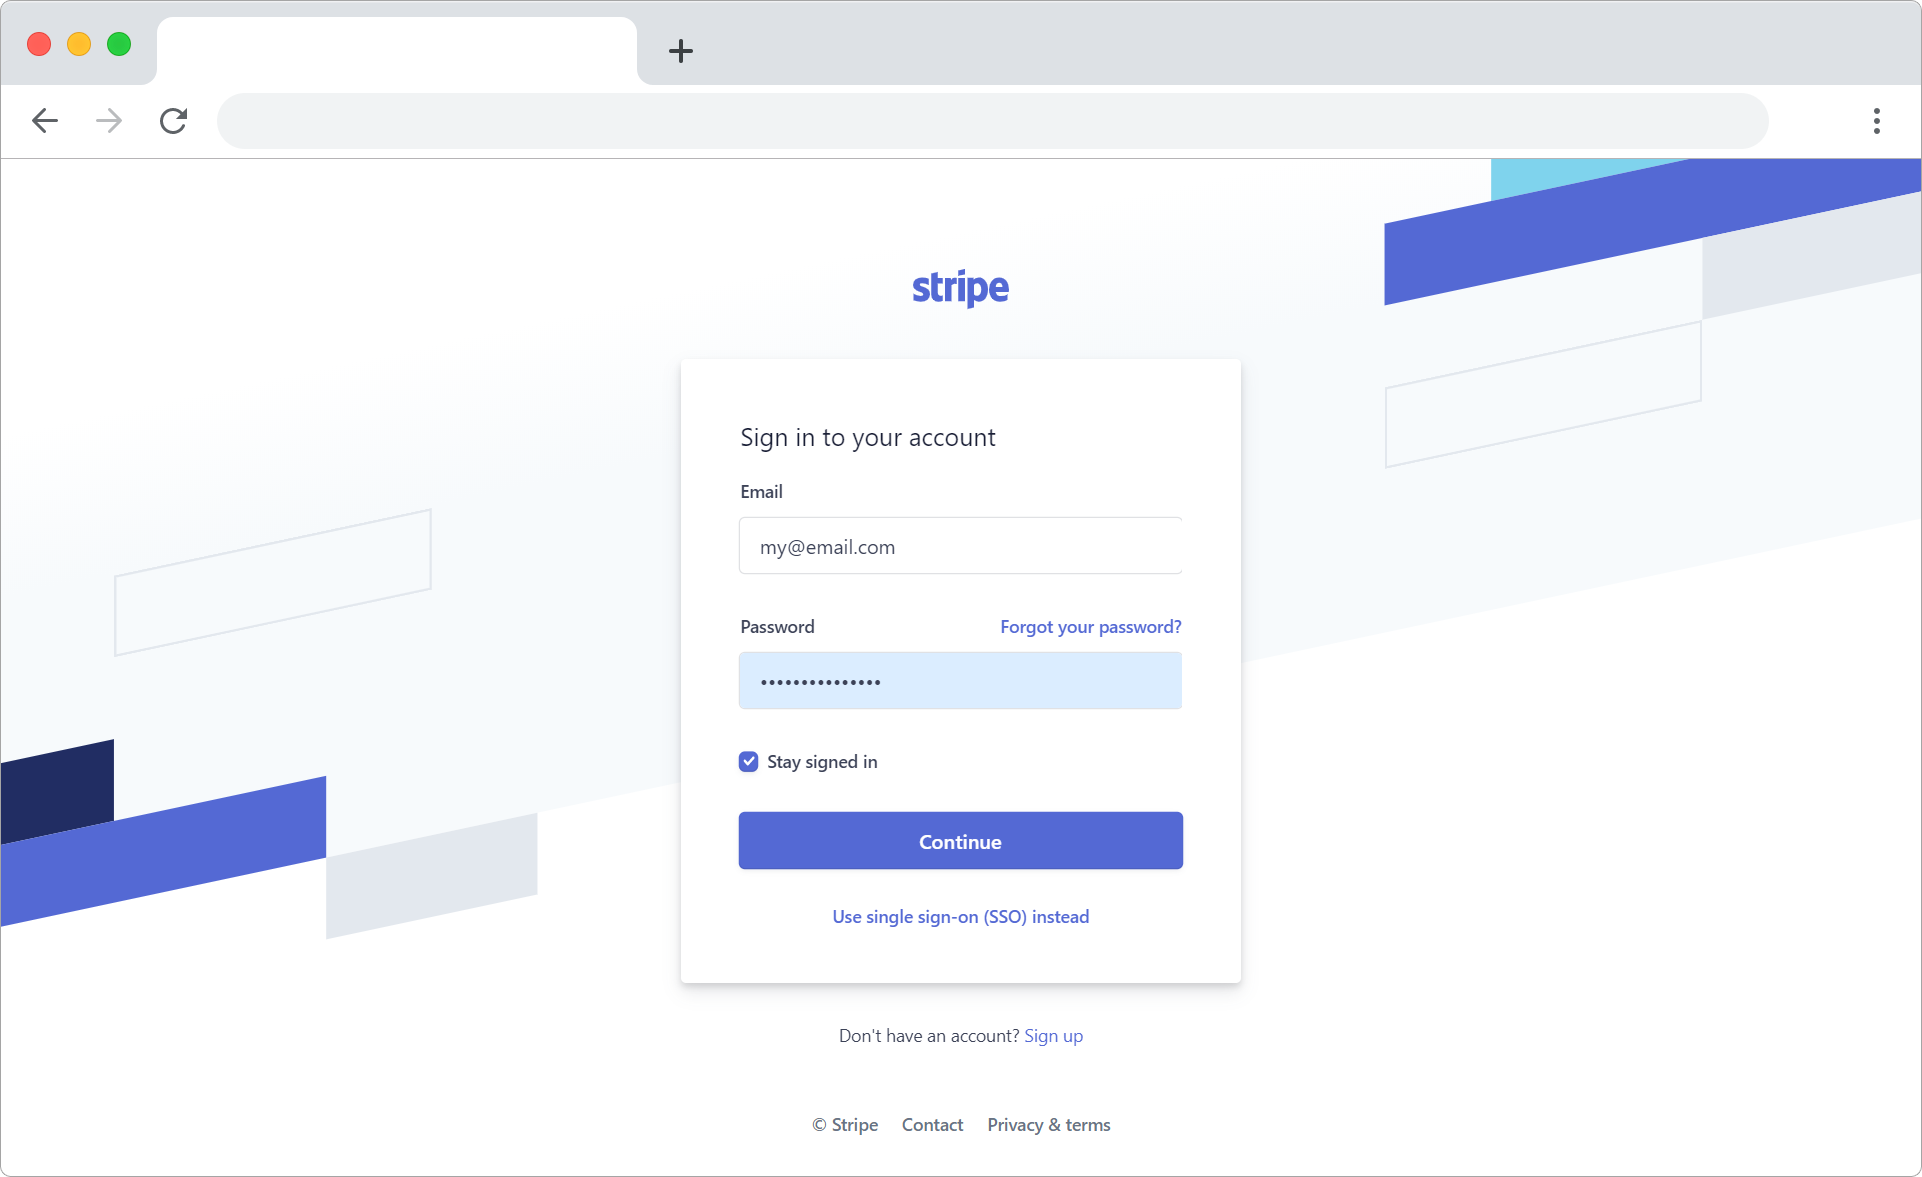 stripe
Sign in to your account
Email
my@email.com
Password
Forgot your password?
•••••••••••••••
Stay signed in
Continue
Use single sign-on (SSO) instead
Don't have an account? Sign up
© Stripe Contact Privacy & terms